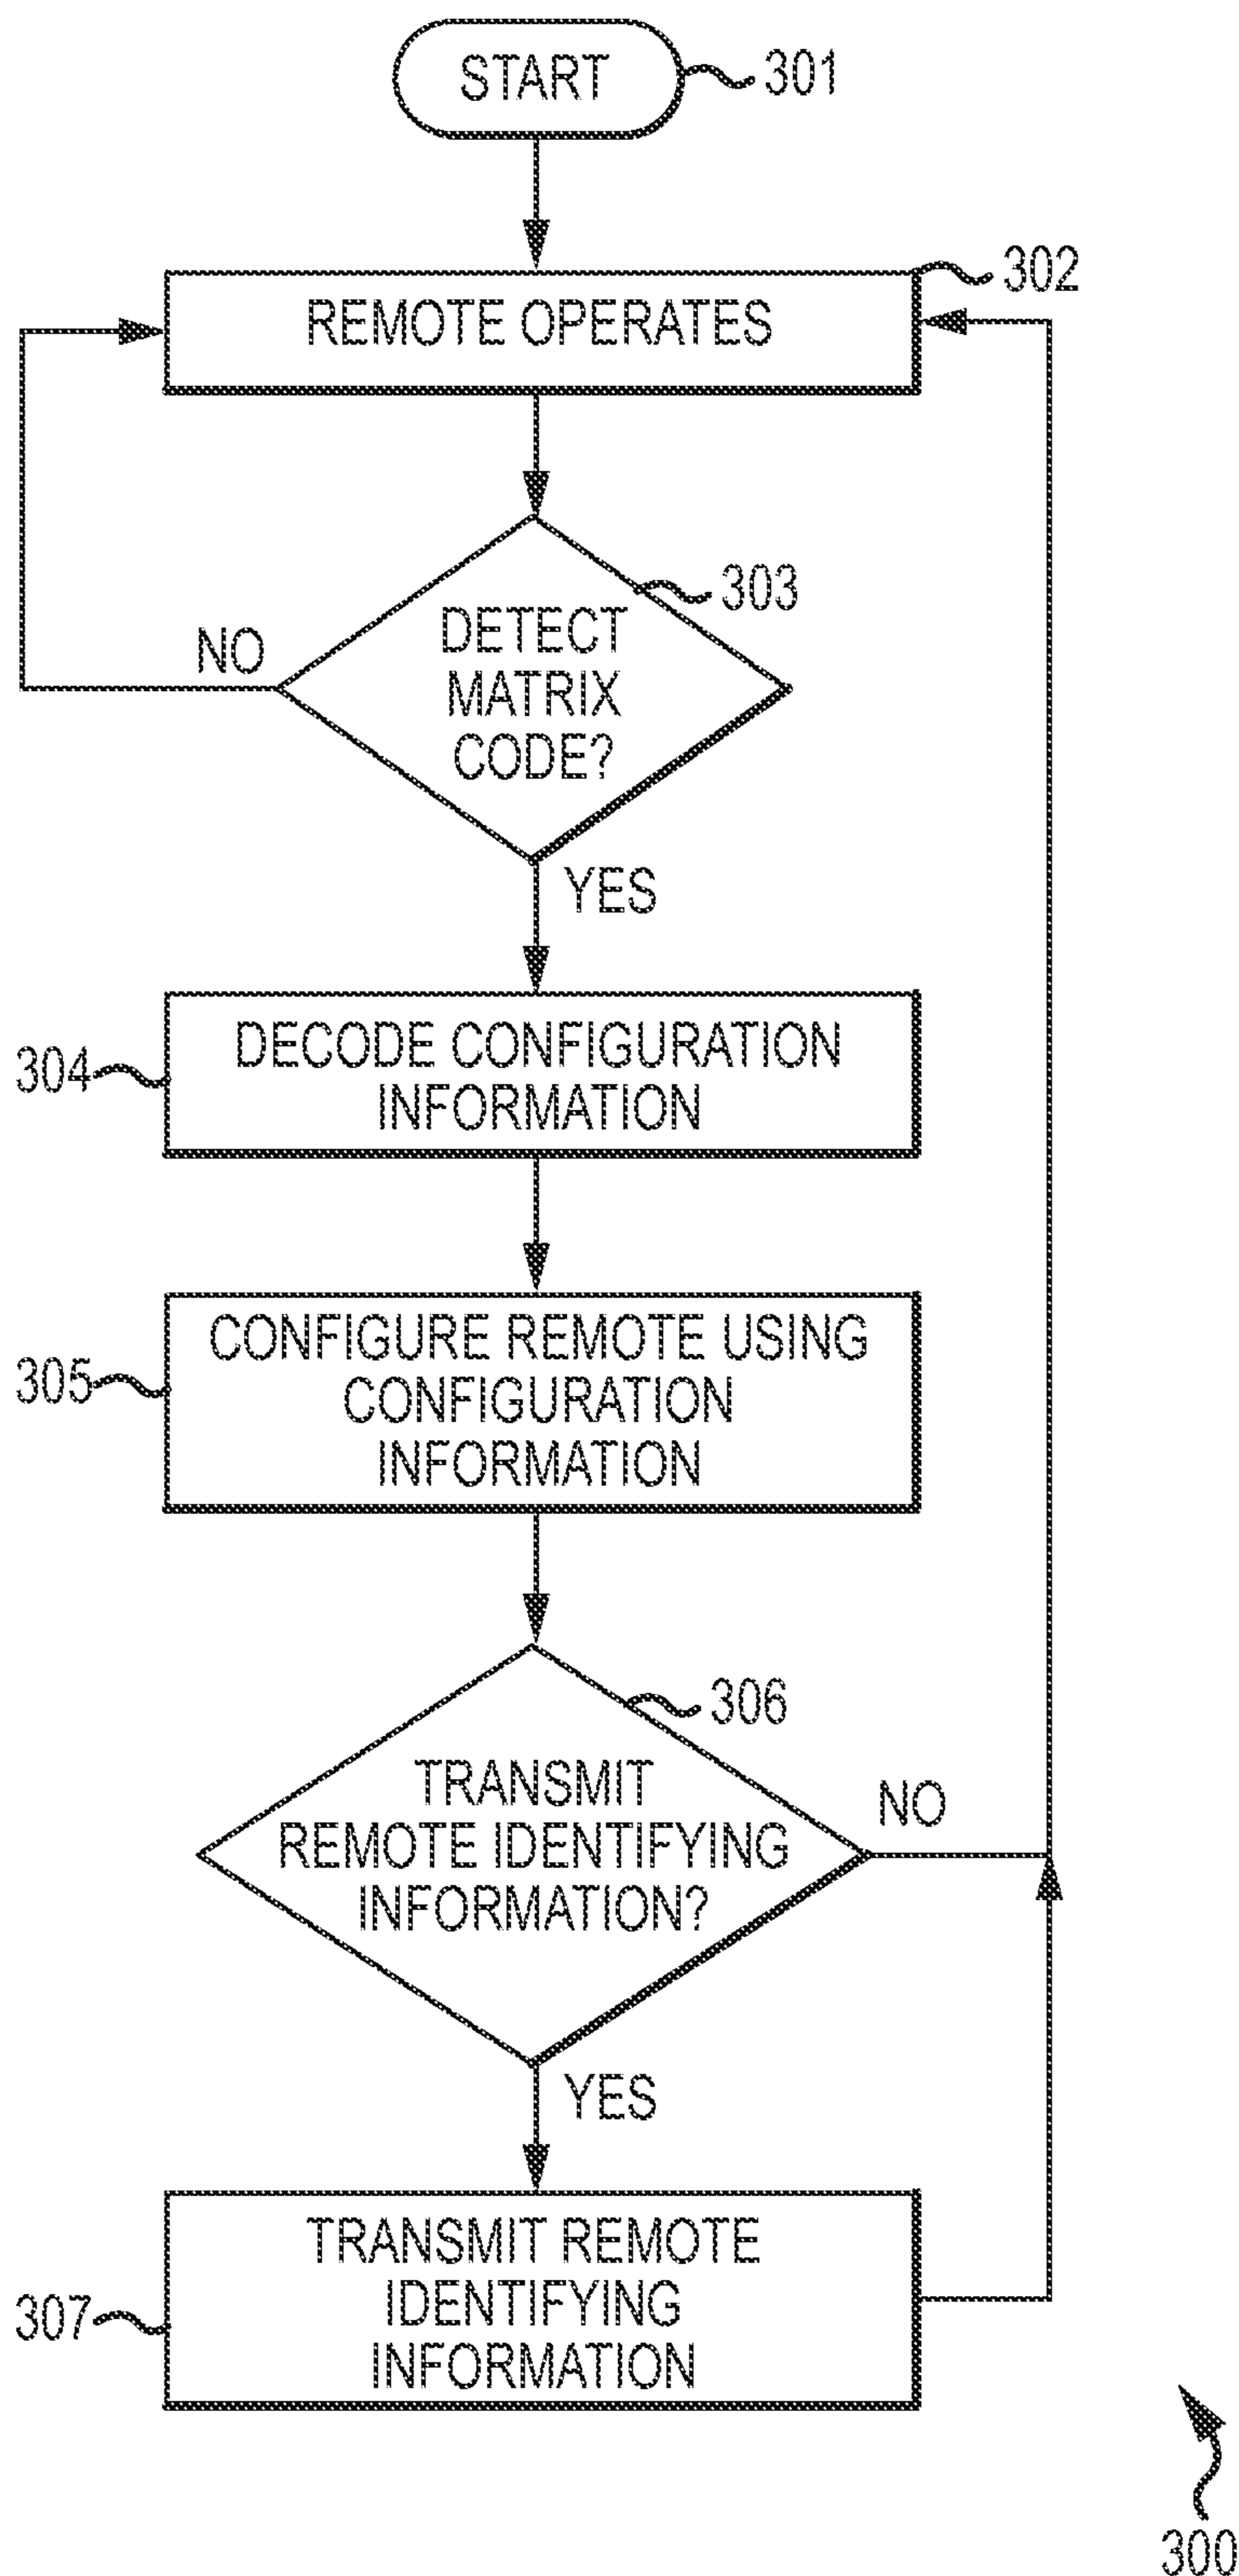 START
301
302
REMOTE OPERATES
303
DETECT
MATRIX
CODE?
NO
YES
304
DECODE CONFIGURATION
INFORMATION
305
CONFIGURE REMOTE USING
CONFIGURATION
INFORMATION
306
TRANSMIT
REMOTE IDENTIFYING
INFORMATION?
NO
YES
307
TRANSMIT REMOTE
IDENTIFYING
INFORMATION
300